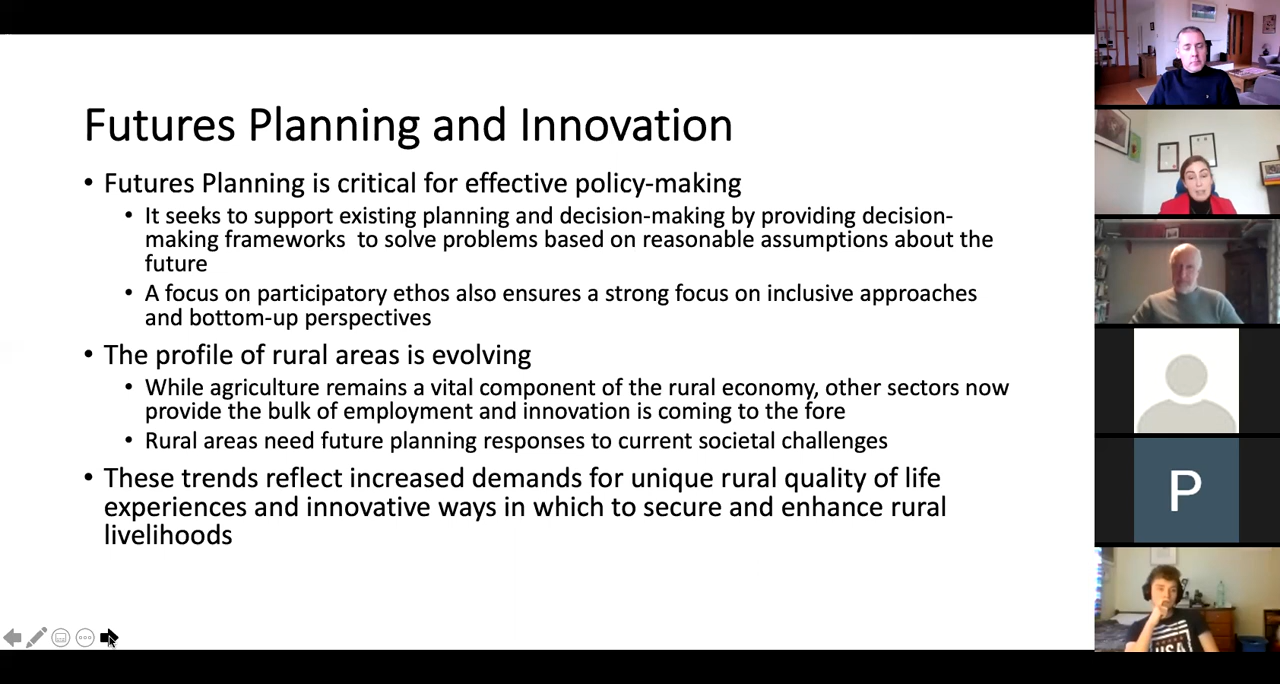 Futures Planning and Innovation
• Futures Planning is critical for effective policy-making
• It seeks to support existing planning and decision-making by providing decision-
making frameworks to solve problems based on reasonable assumptions about the
future
• A focus on participatory ethos also ensures a strong focus on inclusive approaches
and bottom-up perspectives
• The profile of rural areas is evolving
• While agriculture remains a vital component of the rural economy, other sectors now
provide the bulk of employment and innovation is coming to the fore
• Rural areas need future planning responses to current societal challenges
• These trends reflect increased demands for unique rural quality of life
experiences and innovative ways in which to secure and enhance rural
livelihoods
P
USA